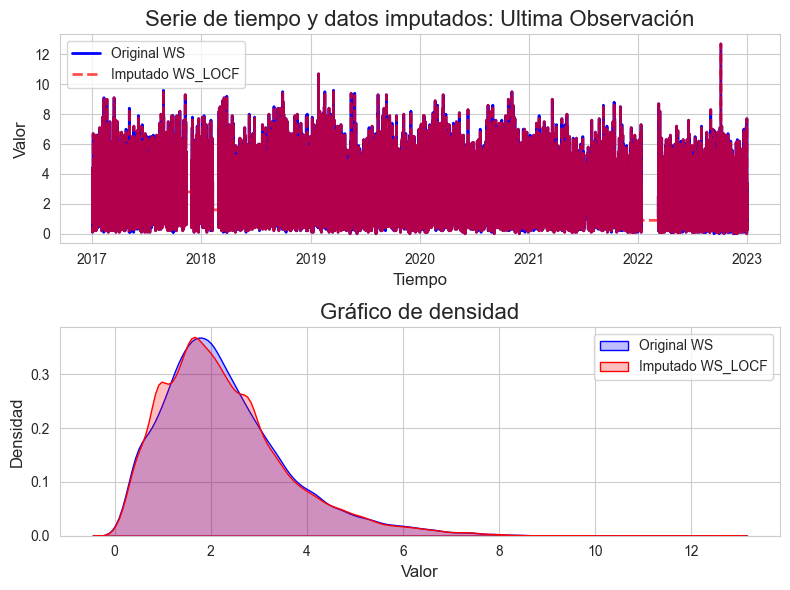 Serie de tiempo y datos imputados: Ultima Observación
Original WS
Imputado WS_LOCF
Valor
12
10
8
6
4
2
0
2017
2018
2019
2020
2021
2022
2023
Tiempo
Gráfico de densidad
Original WS
Imputado WS_LOCF
Densidad
0.3
0.2
0.1
0.0
0
2
4
6
8
10
12
Valor